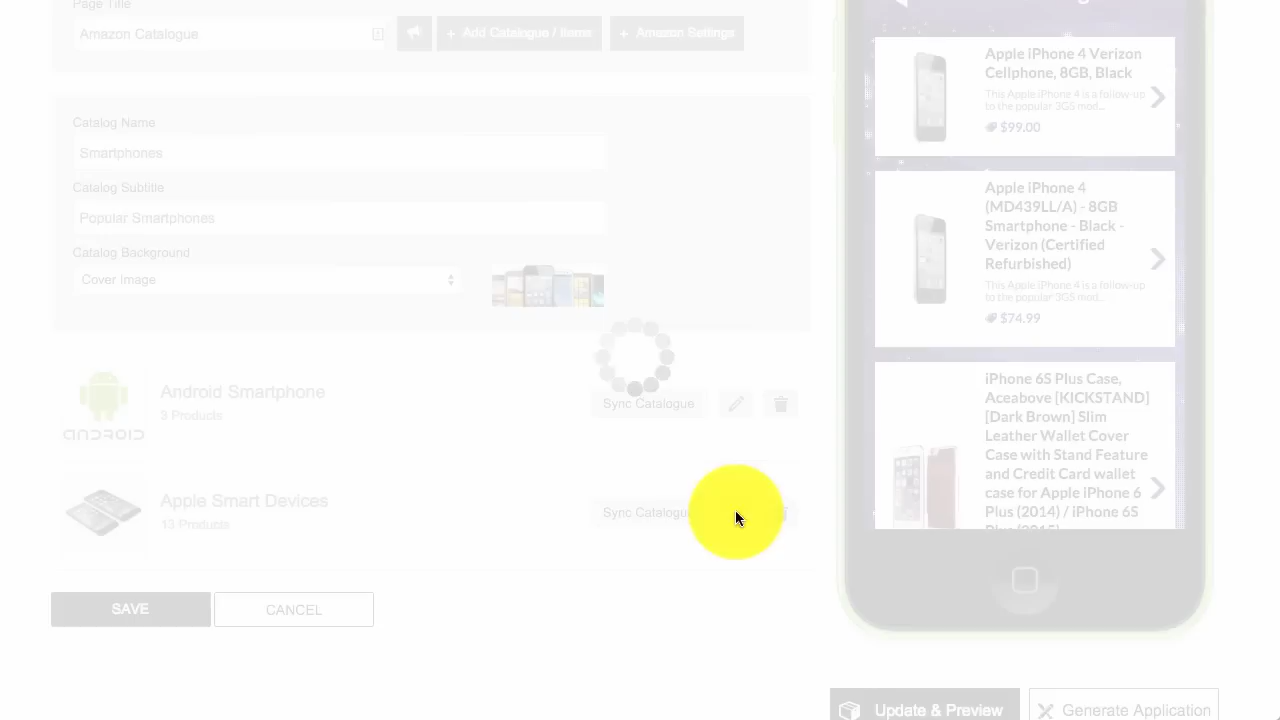 Page Title
Amazon Catalogue
+ Add Catalogue / Items
+ Amazon Settings
Catalog Name
Smartphones
Catalog Subtitle
Popular Smartphones
Catalog Background
Cover Image
ANDROID
Android Smartphone
3 Products
Sync Catalogue
Apple Smart Devices
13 Products
Sync Catalogue
SAVE
CANCEL
Apple iPhone 4 Verizon
Cellphone, 8GB, Black
This Apple iPhone 4 is a follow-up
to the popular 3GS mod...
$99.00
Apple iPhone 4
(MD439LL/A) - 8GB
Smartphone - Black -
Verizon (Certified
Refurbished)
This Apple iPhone 4 is a follow-up
to the popular 3GS mod...
$74.99
iPhone 6S Plus Case,
Aceabove [KICKSTAND]
[Dark Brown] Slim
Leather Wallet Cover
Case with Stand Feature
and Credit Card wallet
case for Apple iPhone 6
Plus (2014) / iPhone 6S
Plus (2015)
Update & Preview
Generate Application